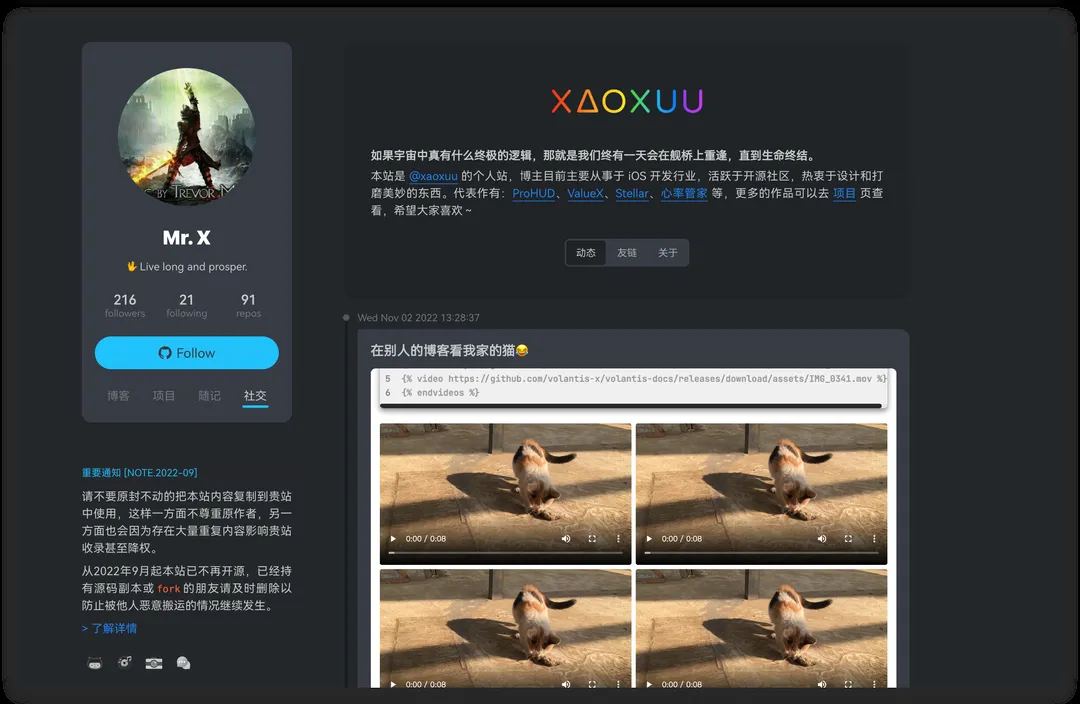 BY TREVOR M
Mr. X
🖖 Live long and prosper.
216 21 91
followers following repos
Follow
博客 项目 随记 社交
重要通知 [NOTE.2022-09]
请不要原封不动的把本站内容复制到贵站
中使用，这样一方面不尊重原作者，另一
方面也会因为存在大量重复内容影响贵站
收录甚至降权。
从2022年9月起本站已不再开源，已经持
有源码副本或 fork 的朋友请及时删除以
防止被他人恶意搬运的情况继续发生。
> 了解详情
XAOXUU
如果宇宙中真有什么终极的逻辑，那就是我们终有一天会在舰桥上重逢，直到生命终结。
本站是 @xaoxuu 的个人站，博主目前主要从事于 iOS 开发行业，活跃于开源社区，热衷于设计和打
磨美妙的东西。代表作有：ProHUD、ValueX、Stellar、心率管家 等，更多的作品可以去 项目 页查
看，希望大家喜欢 ~
动态 友链 关于
Wed Nov 02 2022 13:28:37
在别人的博客看我家的猫😂
5 {% video https://github.com/volantis-x/volantis-docs/releases/download/assets/IMG_0341.mov %}
6 {% endvideos %}
0:00 / 0:08
0:00 / 0:08
0:00 / 0:08
0:00 / 0:08